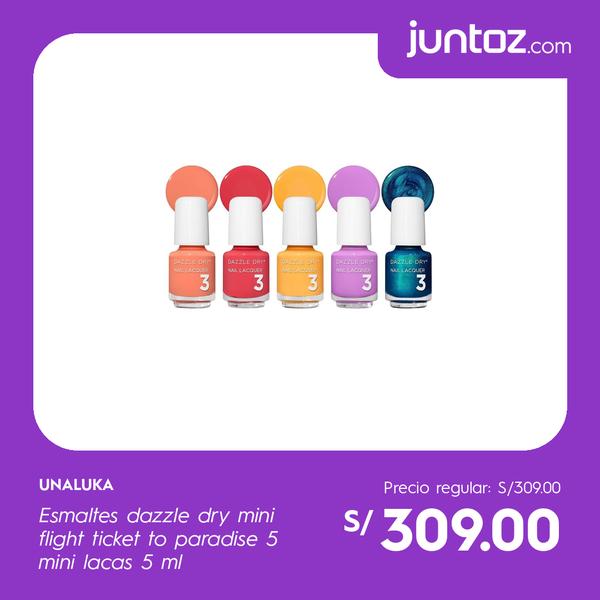 juntoz.com
DAZZLE DRY®
NAIL LACQUER
3
DAZZLE DRY®
NAIL LACQUER
3
DAZZLE DRY®
NAIL LACQUER
3
DAZZLE DRY®
NAIL LACQUER
3
DAZZLE DRY®
NAIL LACQUER
3
UNALUKA
Esmaltes dazzle dry mini
flight ticket to paradise 5
mini lacas 5 ml
Precio regular: S/309.00
S/ 309.00